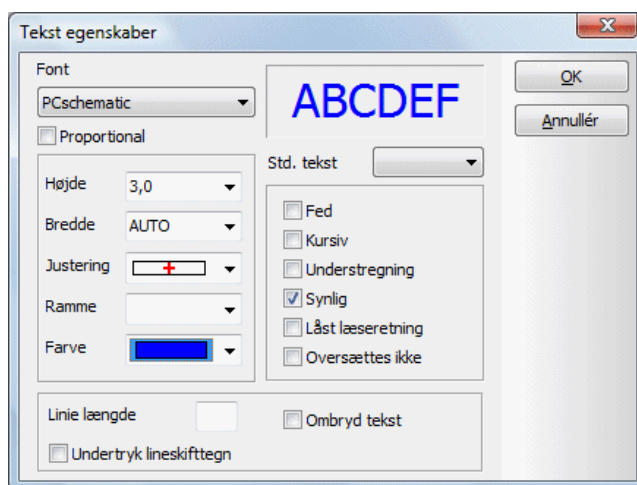 Tekst egenskaber
Font
PCschematic
Proportional
ABCDEF
OK
Annullér
Std. tekst
Højde 3,0
Bredde AUTO
Justering
Ramme
Farve
Fed
Kursiv
Understregning
Synlig
Låst læseretning
Oversættes ikke
Linie længde
Ombryd tekst
Undertryk lineskifttegn